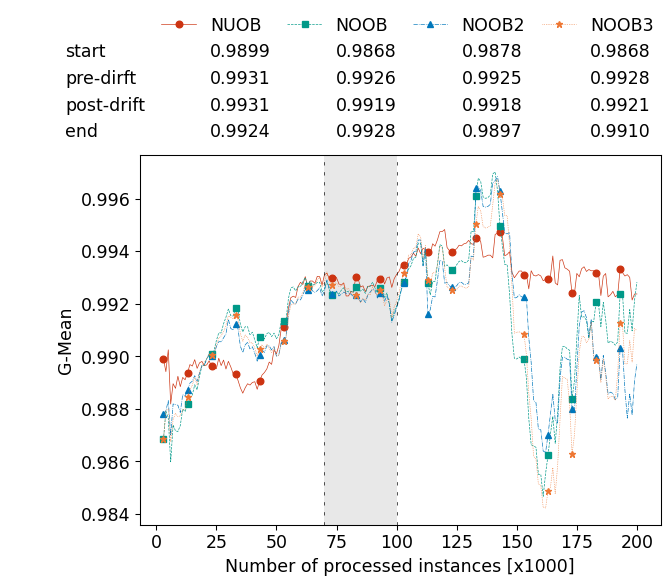 NUOB NOOB NOOB2 NOOB3
start 0.9899 0.9868 0.9878 0.9868
pre-dirft 0.9931 0.9926 0.9925 0.9928
post-drift 0.9931 0.9919 0.9918 0.9921
end 0.9924 0.9928 0.9897 0.9910
0.996
0.994
0.992
0.990
0.988
0.986
0.984
G-Mean
0 25 50 75 100 125 150 175 200
Number of processed instances [x1000]